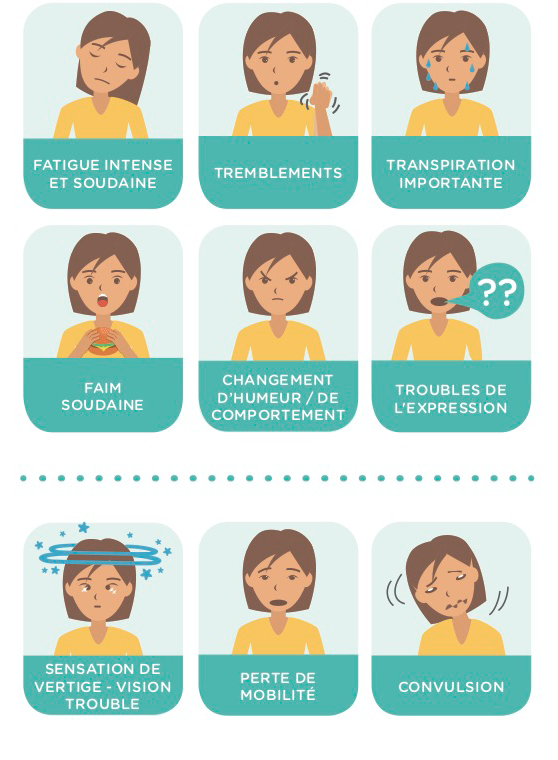 FATIGUE INTENSE
ET SOUDAINE
TREMBLEMENTS
TRANSPIRATION
IMPORTANTE
??
FAIM
SOUDAINE
CHANGEMENT
D'HUMEUR / DE
COMPORTEMENT
TROUBLES DE
L'EXPRESSION
SENSATION DE
VERTIGE - VISION
TROUBLE
PERTE DE
MOBILITÉ
CONVULSION